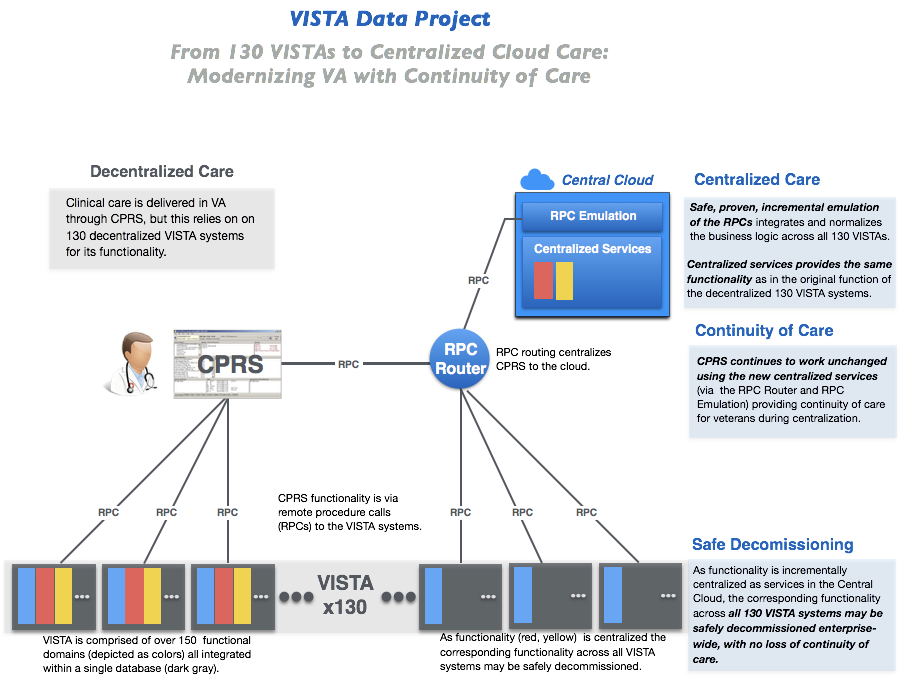 VISTA Data Project
From 130 VISTAs to Centralized Cloud Care:
Modernizing VA with Continuity of Care
Decentralized Care
Clinical care is delivered in VA
through CPRS, but this relies on on
130 decentralized VISTA systems
for its functionality.
Central Cloud
RPC Emulation
Centralized Services
Centralized Care
Safe, proven, incremental emulation
of the RPCs integrates and normalizes
the business logic across all 130 VISTAs.
Centralized services provides the same
functionality as in the original function of
the decentralized 130 VISTA systems.
RPC
Continuity of Care
CPRS continues to work unchanged
using the new centralized services
(via the RPC Router and RPC
Emulation) providing continuity of care
for veterans during centralization.
CPRS
RPC
RPC
Router
RPC routing centralizes
CPRS to the cloud.
CPRS functionality is via
remote procedure calls
(RPCs) to the VISTA systems.
RPC
RPC
RPC
RPC
RPC
RPC
VISTA
x130
VISTA is comprised of over 150 functional
domains (depicted as colors) all integrated
within a single database (dark gray).
As functionality (red, yellow) is centralized the
corresponding functionality across all VISTA
systems may be safely decommissioned.
Safe Decomissioning
As functionality is incrementally
centralized as services in the Central
Cloud, the corresponding functionality
across all 130 VISTA systems may be
safely decommissioned enterprise-
wide, with no loss of continuity of
care.